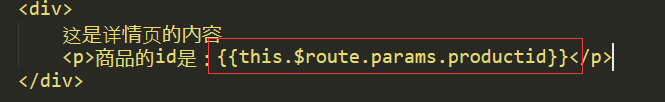 <div>
这是详情页的内容
<p>商品的id是：{{this.$route.params.productid}}</p>
</div>